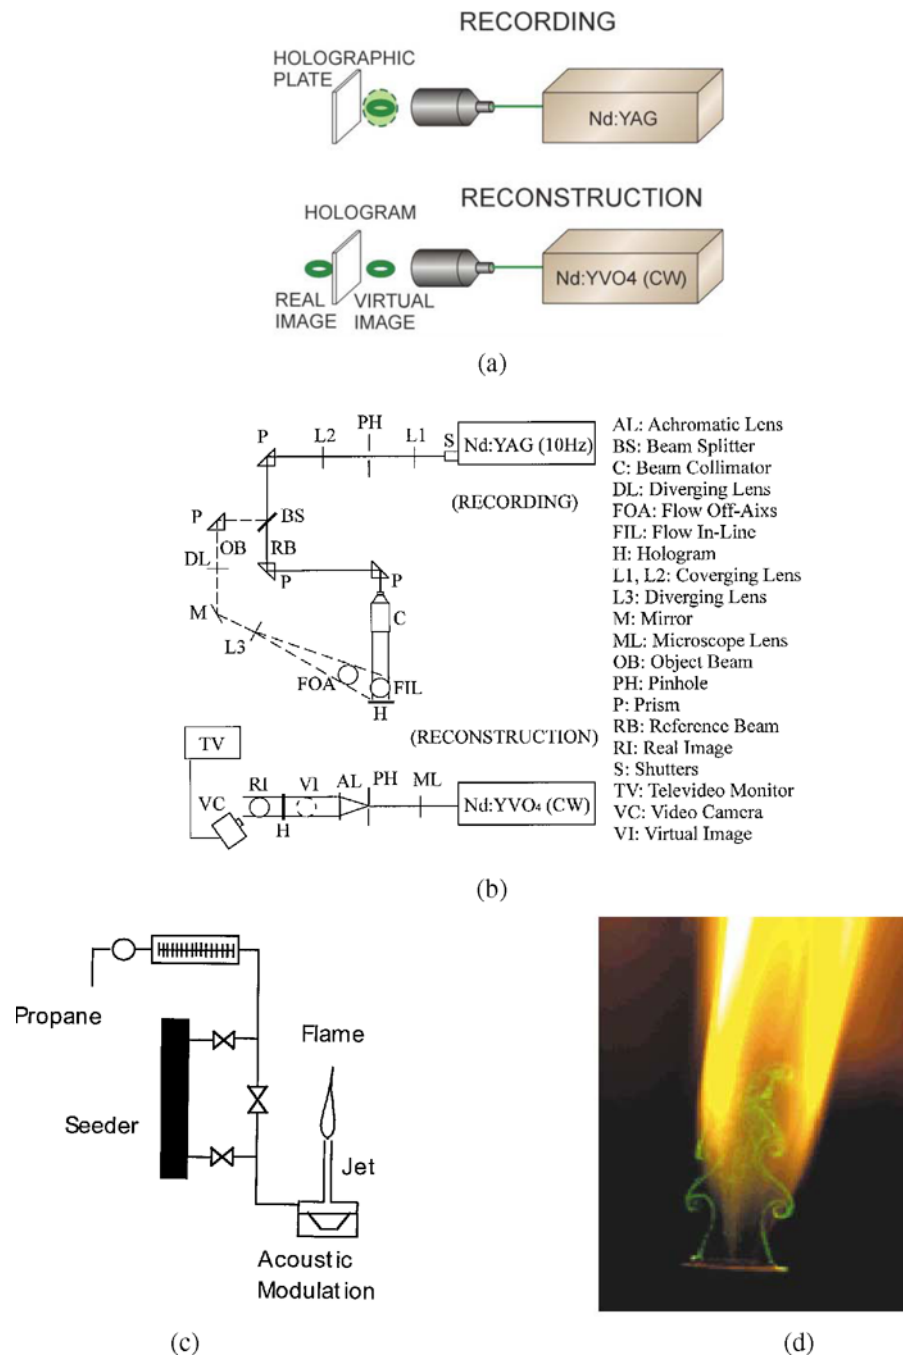 RECORDING
HOLOGRAPHIC
PLATE
Nd:YAG
RECONSTRUCTION
HOLOGRAM
Nd:YVO4 (CW)
REAL
IMAGE
VIRTUAL
IMAGE
(a)
P
L2
PH
L1
S
Nd:YAG (10Hz)
(RECORDING)
P
BS
OB
RB
DL
P
P
M
C
L3
FOA
FIL
H
(RECONSTRUCTION)
TV
RI
VI
AL
PH
ML
VC
H
Nd:YVO₄ (CW)
AL: Achromatic Lens
BS: Beam Splitter
C: Beam Collimator
DL: Diverging Lens
FOA: Flow Off-Aixs
FIL: Flow In-Line
H: Hologram
L1, L2: Coverging Lens
L3: Diverging Lens
M: Mirror
ML: Microscope Lens
OB: Object Beam
PH: Pinhole
P: Prism
RB: Reference Beam
RI: Real Image
S: Shutters
TV: Televideo Monitor
VC: Video Camera
VI: Virtual Image
(b)
Propane
Flame
Seeder
Jet
Acoustic
Modulation
(c)
(d)